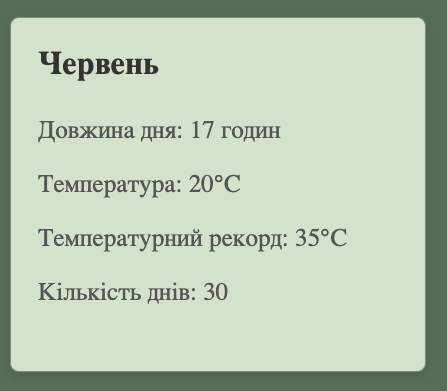 Червень
Довжина дня: 17 годин
Температура: 20°C
Температурний рекорд: 35°C
Кількість днів: 30